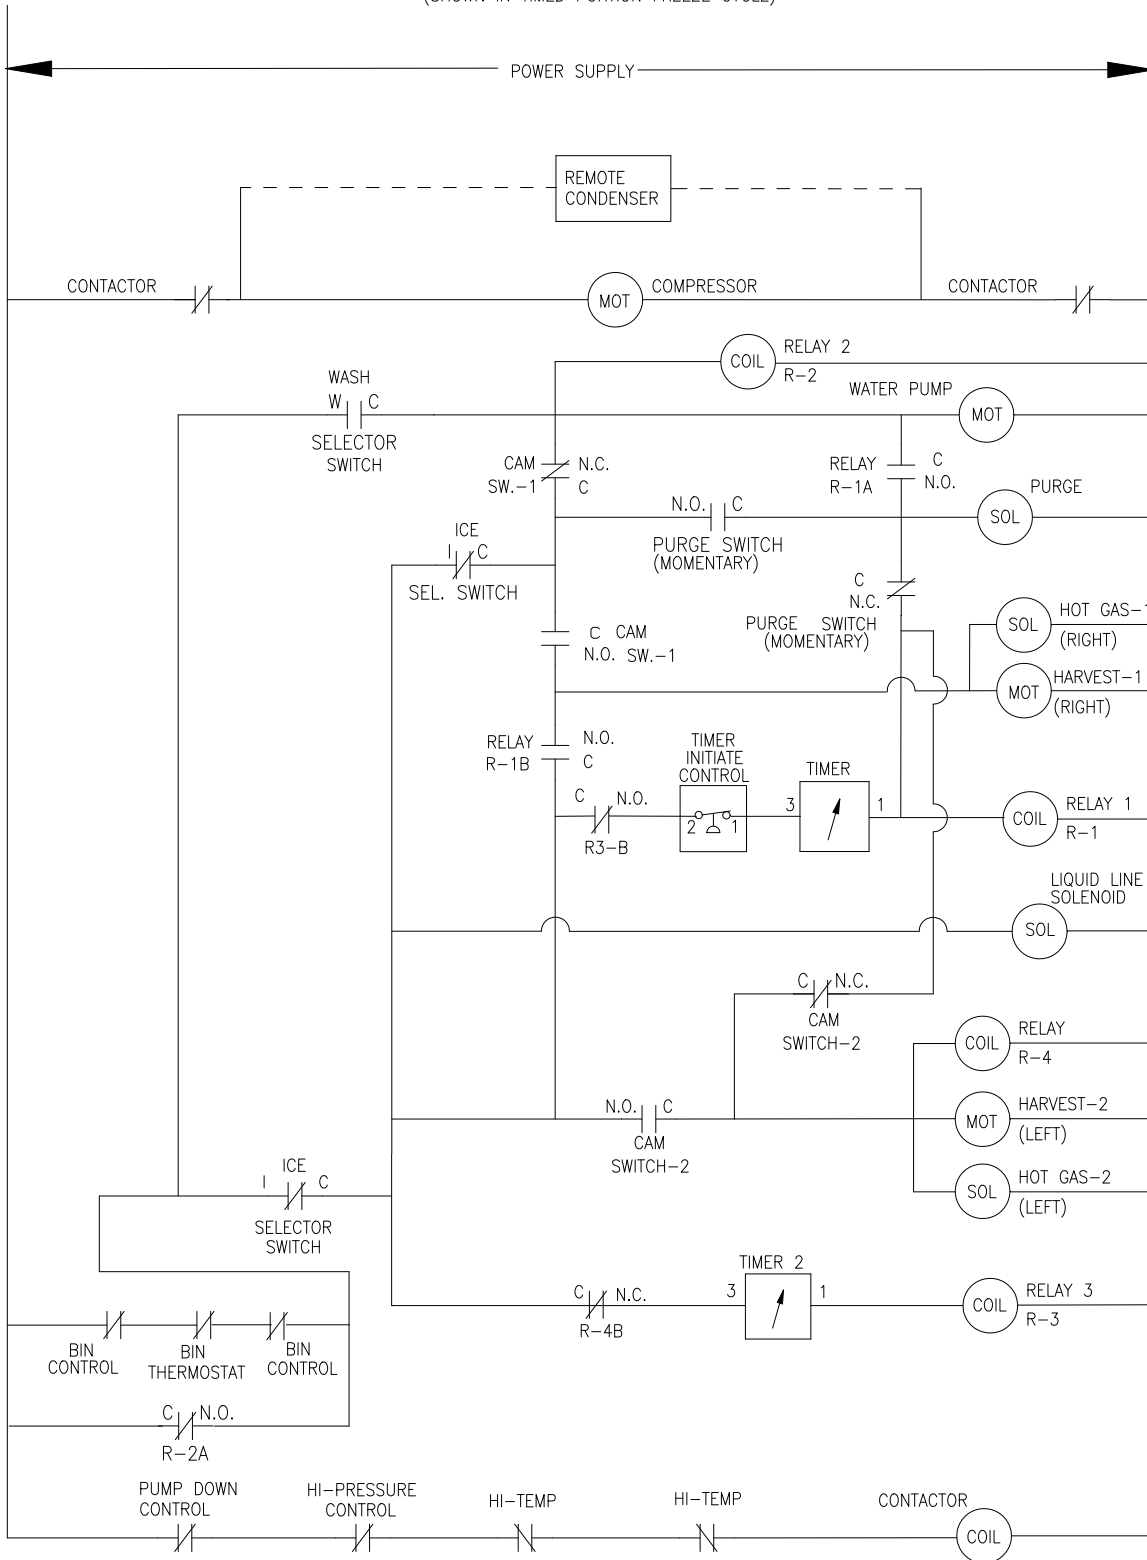 POWER SUPPLY
REMOTE
CONDENSER
CONTACTOR
MOT
COMPRESSOR
CONTACTOR
COIL
RELAY 2
R-2
WASH
W C
SELECTOR
SWITCH
WATER PUMP
MOT
CAM
SW.-1
N.C.
C
RELAY
R-1A
C
N.O.
N.O. C
PURGE SWITCH
(MOMENTARY)
SOL
PURGE
ICE
I C
SEL. SWITCH
C
N.C.
PURGE SWITCH
(MOMENTARY)
C CAM
N.O. SW.-1
SOL
HOT GAS-1
(RIGHT)
MOT
HARVEST-1
(RIGHT)
RELAY
R-1B
N.O.
C
TIMER
INITIATE
CONTROL
2 1
TIMER
3 1
C N.O.
R3-B
COIL
RELAY 1
R-1
LIQUID LINE
SOLENOID
SOL
C N.C.
CAM
SWITCH-2
COIL
RELAY
R-4
N.O. C
CAM
SWITCH-2
MOT
HARVEST-2
(LEFT)
SOL
HOT GAS-2
(LEFT)
ICE
I C
SELECTOR
SWITCH
C N.C.
R-4B
TIMER 2
3 1
COIL
RELAY 3
R-3
BIN
CONTROL
BIN
THERMOSTAT
BIN
CONTROL
C N.O.
R-2A
PUMP DOWN
CONTROL
HI-PRESSURE
CONTROL
HI-TEMP
HI-TEMP
CONTACTOR
COIL